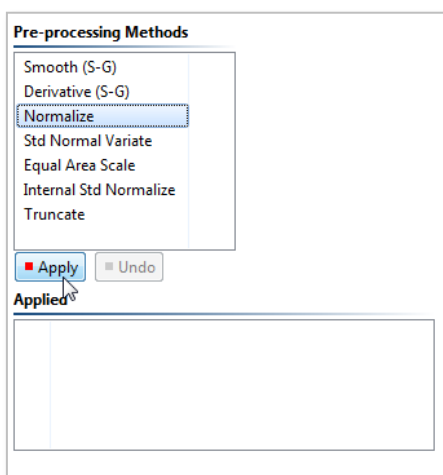 Pre-processing Methods
Smooth (S-G)
Derivative (S-G)
Normalize
Std Normal Variate
Equal Area Scale
Internal Std Normalize
Truncate
Apply Undo
Applied